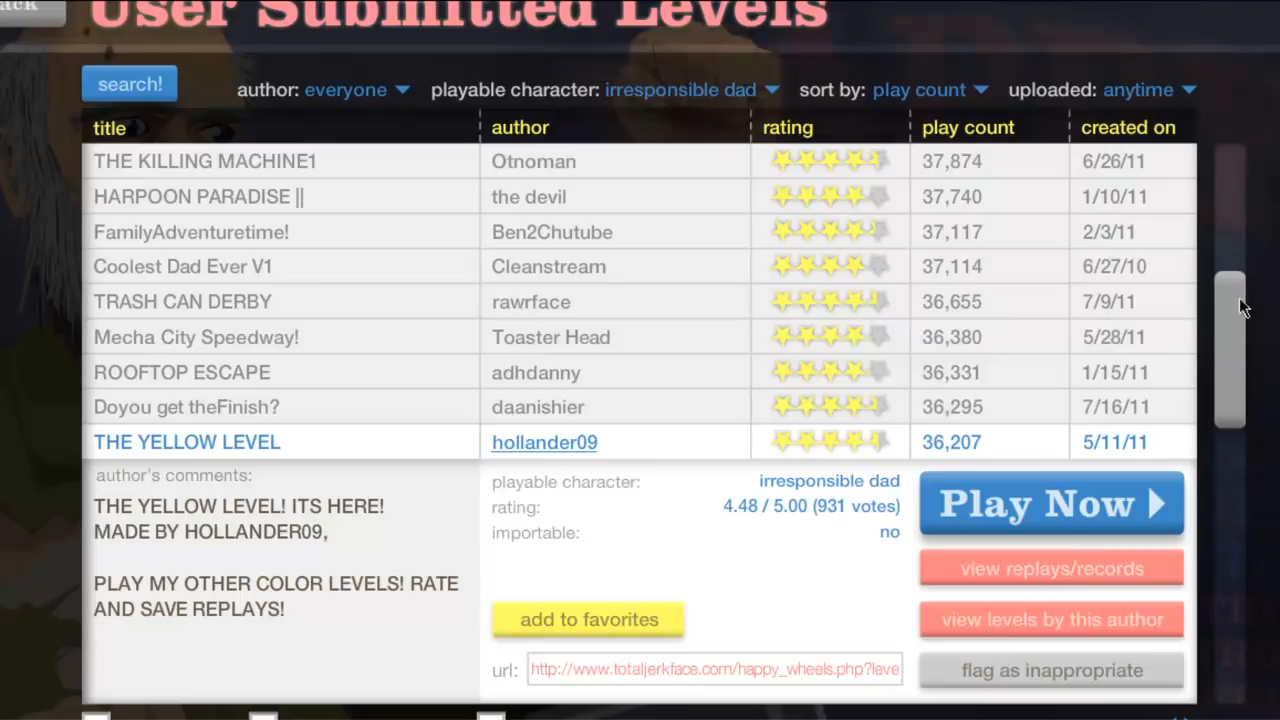 ack
User Submitted Levels
search!
author: everyone playable character: irresponsible dad sort by: play count uploaded: anytime
title author rating play count created on
THE KILLING MACHINE1 Otnoman 37,874 6/26/11
HARPOON PARADISE || the devil 37,740 1/10/11
FamilyAdventuretime! Ben2Chutube 37,117 2/3/11
Coolest Dad Ever V1 Cleanstream 37,114 6/27/10
TRASH CAN DERBY rawrface 36,655 7/9/11
Mecha City Speedway! Toaster Head 36,380 5/28/11
ROOFTOP ESCAPE adhdanny 36,331 1/15/11
Doyou get theFinish? daanishier 36,295 7/16/11
THE YELLOW LEVEL hollander09 36,207 5/11/11
author's comments:
THE YELLOW LEVEL! ITS HERE!
MADE BY HOLLANDER09,
PLAY MY OTHER COLOR LEVELS! RATE
AND SAVE REPLAYS!
playable character: irresponsible dad
rating: 4.48 / 5.00 (931 votes)
importable: no
add to favorites
url: http://www.totaljerkface.com/happy_wheels.php?leve
Play Now
view replays/records
view levels by this author
flag as inappropriate